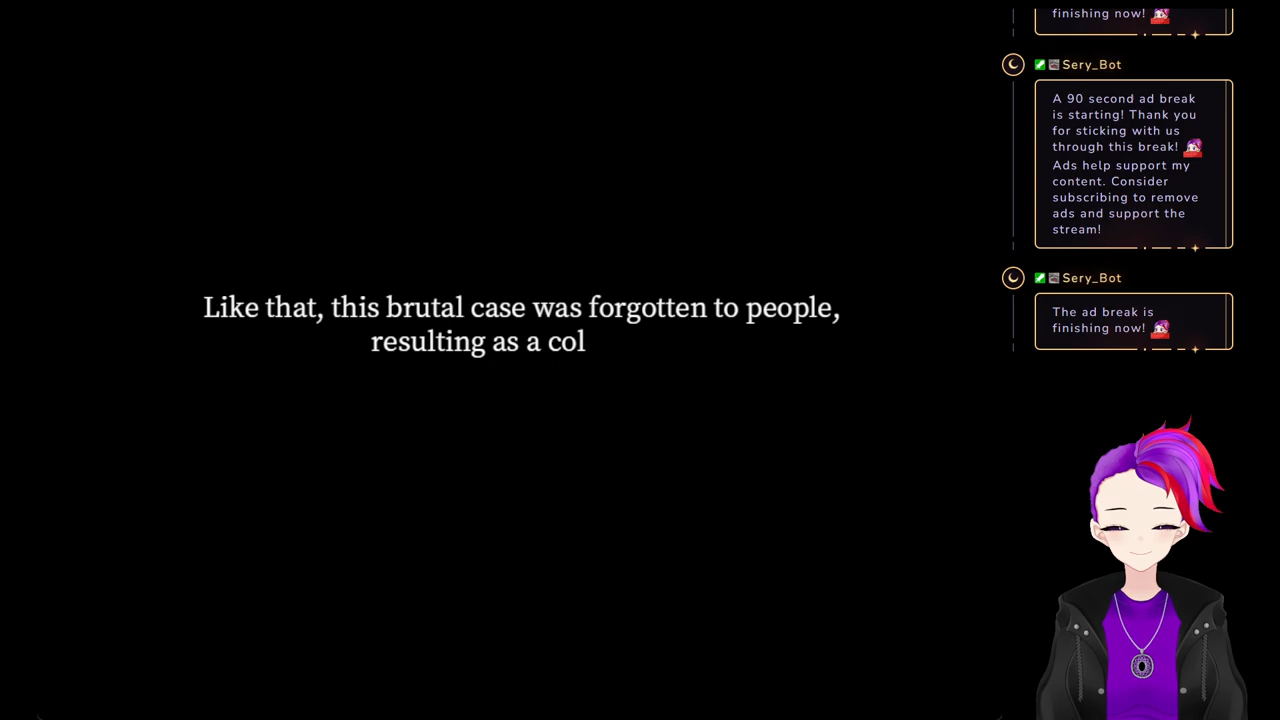 finishing now!
Sery_Bot
A 90 second ad break
is starting! Thank you
for sticking with us
through this break!
Ads help support my
content. Consider
subscribing to remove
ads and support the
stream!
Sery_Bot
The ad break is
finishing now!
Like that, this brutal case was forgotten to people,
resulting as a col